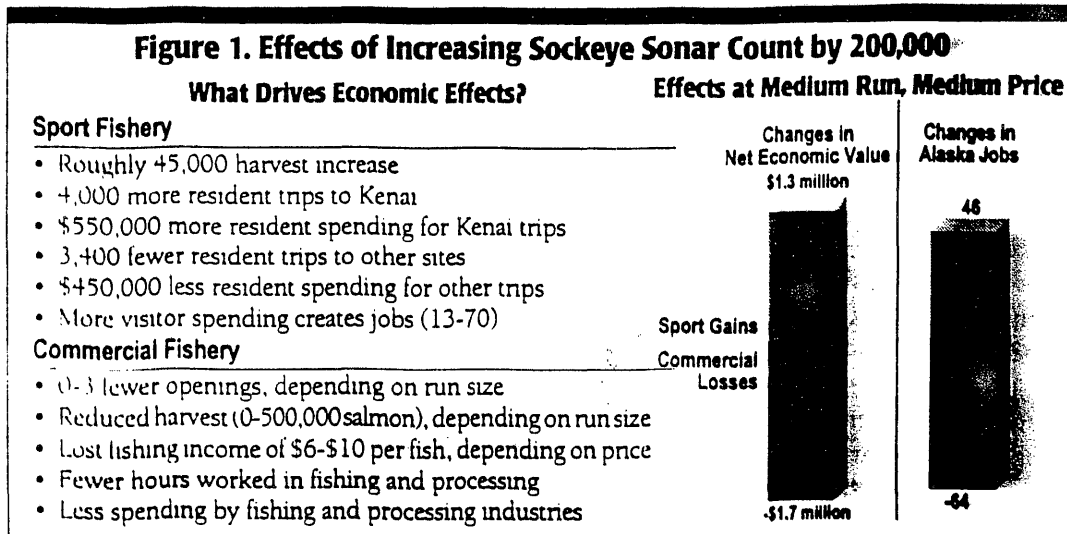 Figure 1. Effects of Increasing Sockeye Sonar Count by 200,000
What Drives Economic Effects?
Sport Fishery
• Roughly 45,000 harvest increase
• 4,000 more resident trips to Kenai
• $550,000 more resident spending for Kenai trips
• 3,400 fewer resident trips to other sites
• $450,000 less resident spending for other trips
• More visitor spending creates jobs (13-70)
Commercial Fishery
• 0-3 fewer openings, depending on run size
• Reduced harvest (0-500,000 salmon), depending on run size
• Lost fishing income of $6-$10 per fish, depending on price
• Fewer hours worked in fishing and processing
• Less spending by fishing and processing industries
Effects at Medium Run, Medium Price
Changes in
Net Economic Value
$1.3 million
Sport Gains
Commercial
Losses
-$1.7 million
Changes in
Alaska Jobs
46
-64